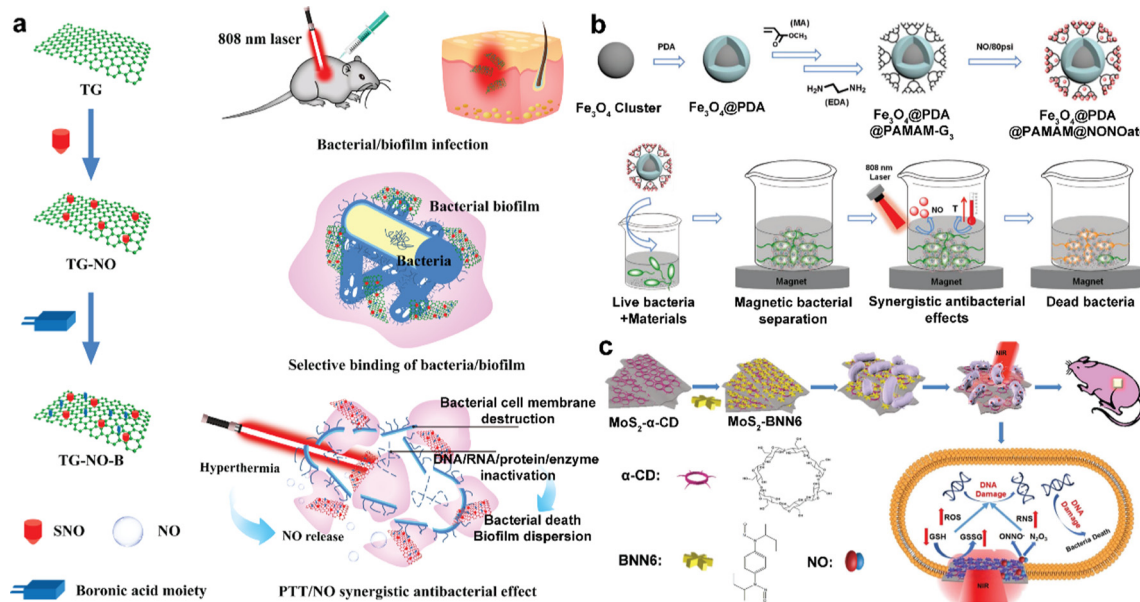 a
808 nm laser
TG
Bacterial/biofilm infection
TG-NO
Bacterial biofilm
Bacteria
Selective binding of bacteria/biofilm
TG-NO-B
Hyperthermia
Bacterial cell membrane
destruction
DNA/RNA/protein/enzyme
inactivation
NO release
Bacterial death
Biofilm dispersion
SNO
NO
Boronic acid moiety
PTT/NO synergistic antibacterial effect
b
PDA
(MA)
OCH₃
O
H₂N
NH₂
(EDA)
NO/80psi
Fe₃O₄ Cluster
Fe₃O₄@PDA
Fe₃O₄@PDA
@PAMAM-G₃
Fe₃O₄@PDA
@PAMAM@NONOat
808 nm
Laser
NO
T
Magnet
Magnet
Magnet
Live bacteria
+Materials
Magnetic bacterial
separation
Synergistic antibacterial
effects
Dead bacteria
c
NIR
MoS₂-α-CD
MoS₂-BNN6
α-CD:
BNN6:
NO:
DNA
Damage
DNA
Damage
ROS
RNS
GSH
GSSG
ONNO⁻
N₂O₃
Bacteria Death
NIR